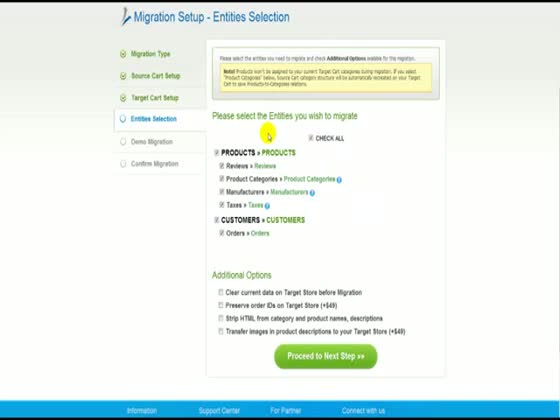 Migration Setup - Entities Selection
Migration Type
Source Cart Setup
Target Cart Setup
Entities Selection
Demo Migration
Confirm Migration
Please select the entities you need to migrate and check Additional Options available for this migration.
Note! Products won't be assigned to your current Target Cart categories during migration. If you select
"Product Categories" below, Source Cart Category structure will be automatically recreated on your Target
Cart to save Products-to-Categories relations.
Please select the Entities you wish to migrate
CHECK ALL
PRODUCTS » PRODUCTS
Reviews » Reviews
Product Categories » Product Categories ?
Manufacturers » Manufacturers ?
Taxes » Taxes ?
CUSTOMERS » CUSTOMERS
Orders » Orders
Additional Options
Clear current data on Target Store before Migration
Preserve order IDs on Target Store (+$49)
Strip HTML from category and product names, descriptions
Transfer images in product descriptions to your Target Store (+$49)
Proceed to Next Step »»
Information Support Center For Partner Connect with us